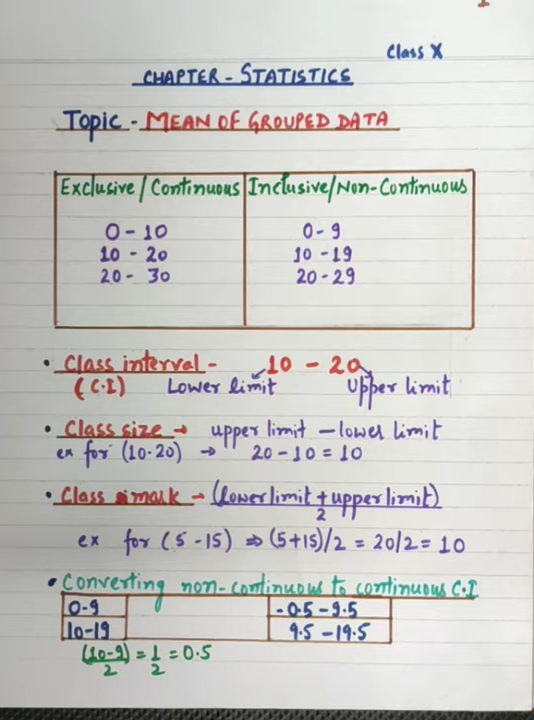 Class X
CHAPTER - STATISTICS
Topic - MEAN OF GROUPED DATA
Exclusive / Continuous Inclusive/Non-Continuous
0 - 10 0 - 9
10 - 20 10 - 19
20 - 30 20 - 29
• Class interval - 10 - 20
(C.I) Lower limit Upper limit
• Class size → upper limit - lower limit
ex for (10-20) → 20 - 10 = 10
• Class mark → (lower limit + upper limit)
2
ex for (5 - 15) ⇒ (5+15)/2 = 20/2 = 10
• Converting non-continuous to continuous C.I
0-9 -0.5 - 9.5
10-19 9.5 - 19.5
(10-9)/2 = 1/2 = 0.5